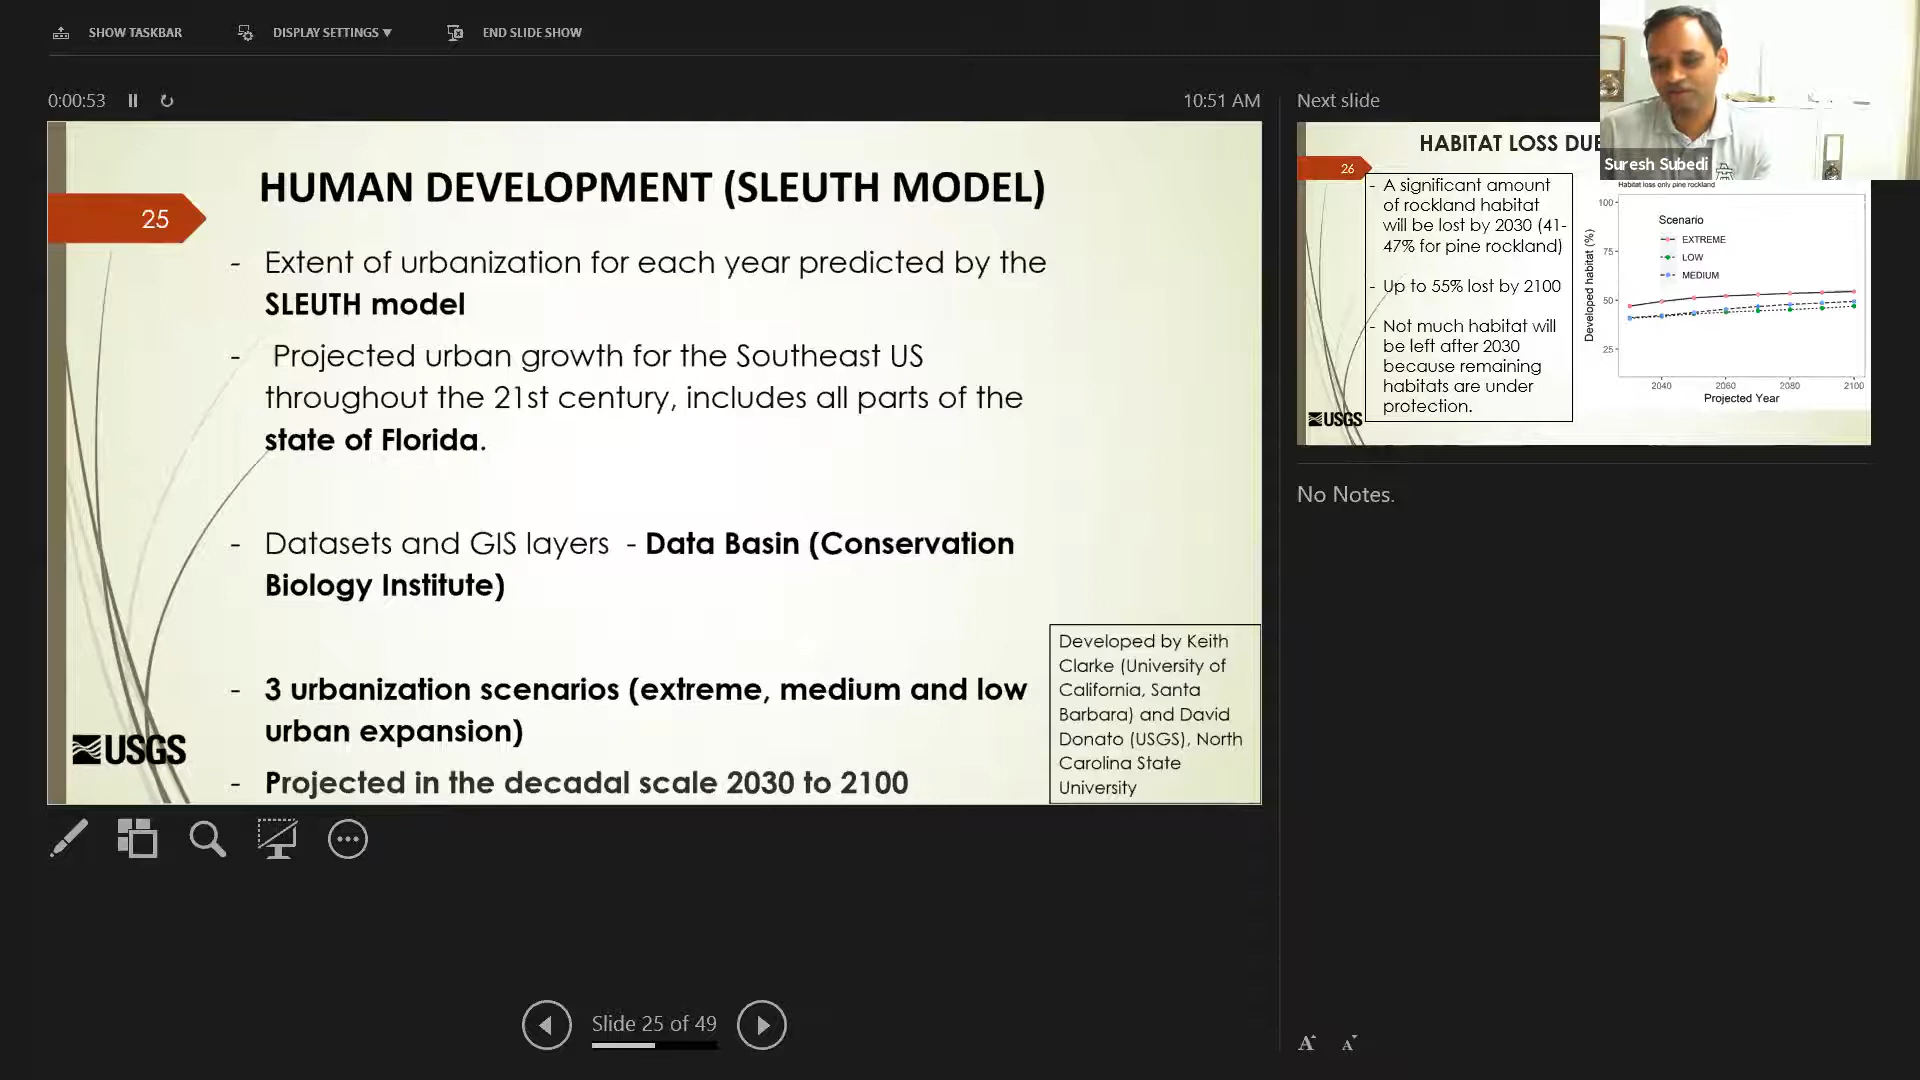 SHOW TASKBAR
DISPLAY SETTINGS ▼
END SLIDE SHOW
0:00:53
10:51 AM
Next slide
25
HUMAN DEVELOPMENT (SLEUTH MODEL)
- Extent of urbanization for each year predicted by the
SLEUTH model
- Projected urban growth for the Southeast US
throughout the 21st century, includes all parts of the
state of Florida.
- Datasets and GIS layers - Data Basin (Conservation
Biology Institute)
- 3 urbanization scenarios (extreme, medium and low
urban expansion)
- Projected in the decadal scale 2030 to 2100
USGS
Developed by Keith
Clarke (University of
California, Santa
Barbara) and David
Donato (USGS), North
Carolina State
University
HABITAT LOSS DUE
26
- A significant amount
of rockland habitat
will be lost by 2030 (41-
47% for pine rockland)
- Up to 55% lost by 2100
- Not much habitat will
be left after 2030
because remaining
habitats are under
protection.
USGS
Habitat loss only pine rockland
Developed habitat (%)
100
75
50
25
Scenario
EXTREME
LOW
MEDIUM
2040
2060
2080
2100
Projected Year
Suresh Subedi
No Notes.
Slide 25 of 49
A
A